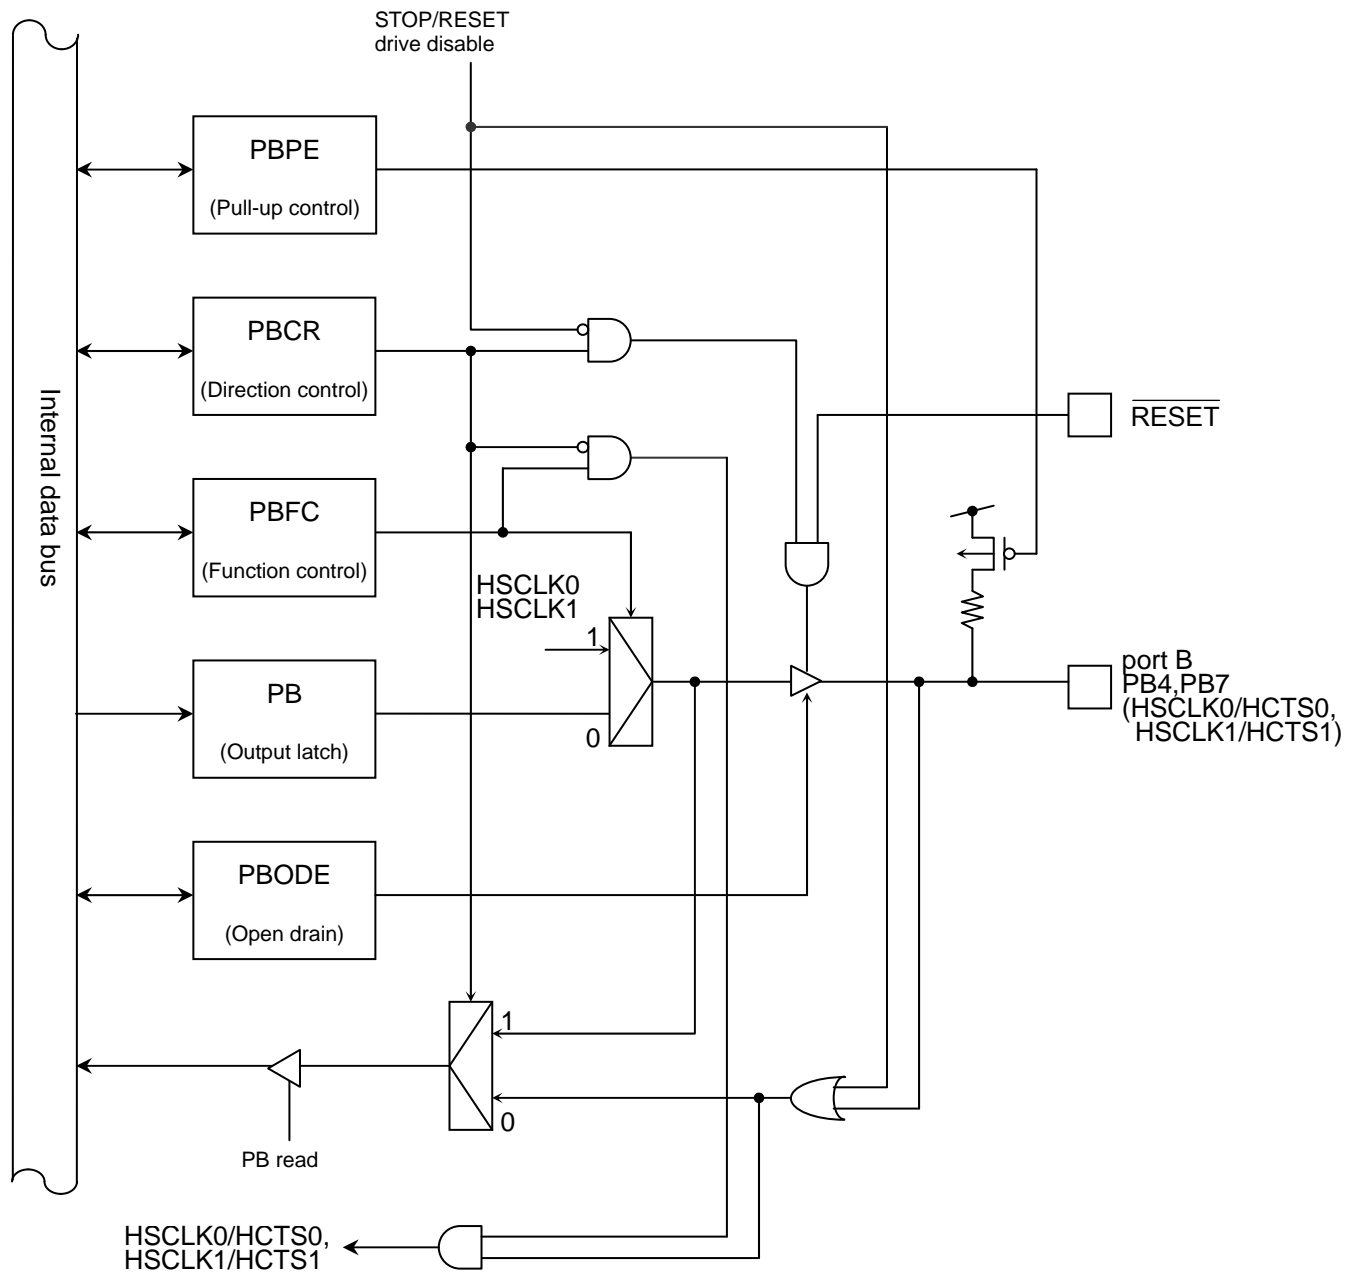 STOP/RESET
drive disable
PBPE
(Pull-up control)
PBCR
(Direction control)
Internal data bus
RESET
PBFC
(Function control)
HSCLK0
HSCLK1
1
0
port B
PB4,PB7
(HSCLK0/HCTS0,
HSCLK1/HCTS1)
PB
(Output latch)
PBODE
(Open drain)
1
0
PB read
HSCLK0/HCTS0,
HSCLK1/HCTS1